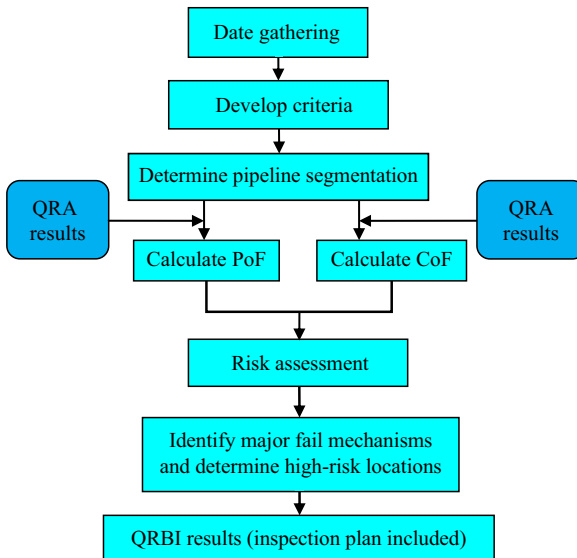 Date gathering
Develop criteria
Determine pipeline segmentation
QRA
results
QRA
results
Calculate PoF
Calculate CoF
Risk assessment
Identify major fail mechanisms
and determine high-risk locations
QRBI results (inspection plan included)